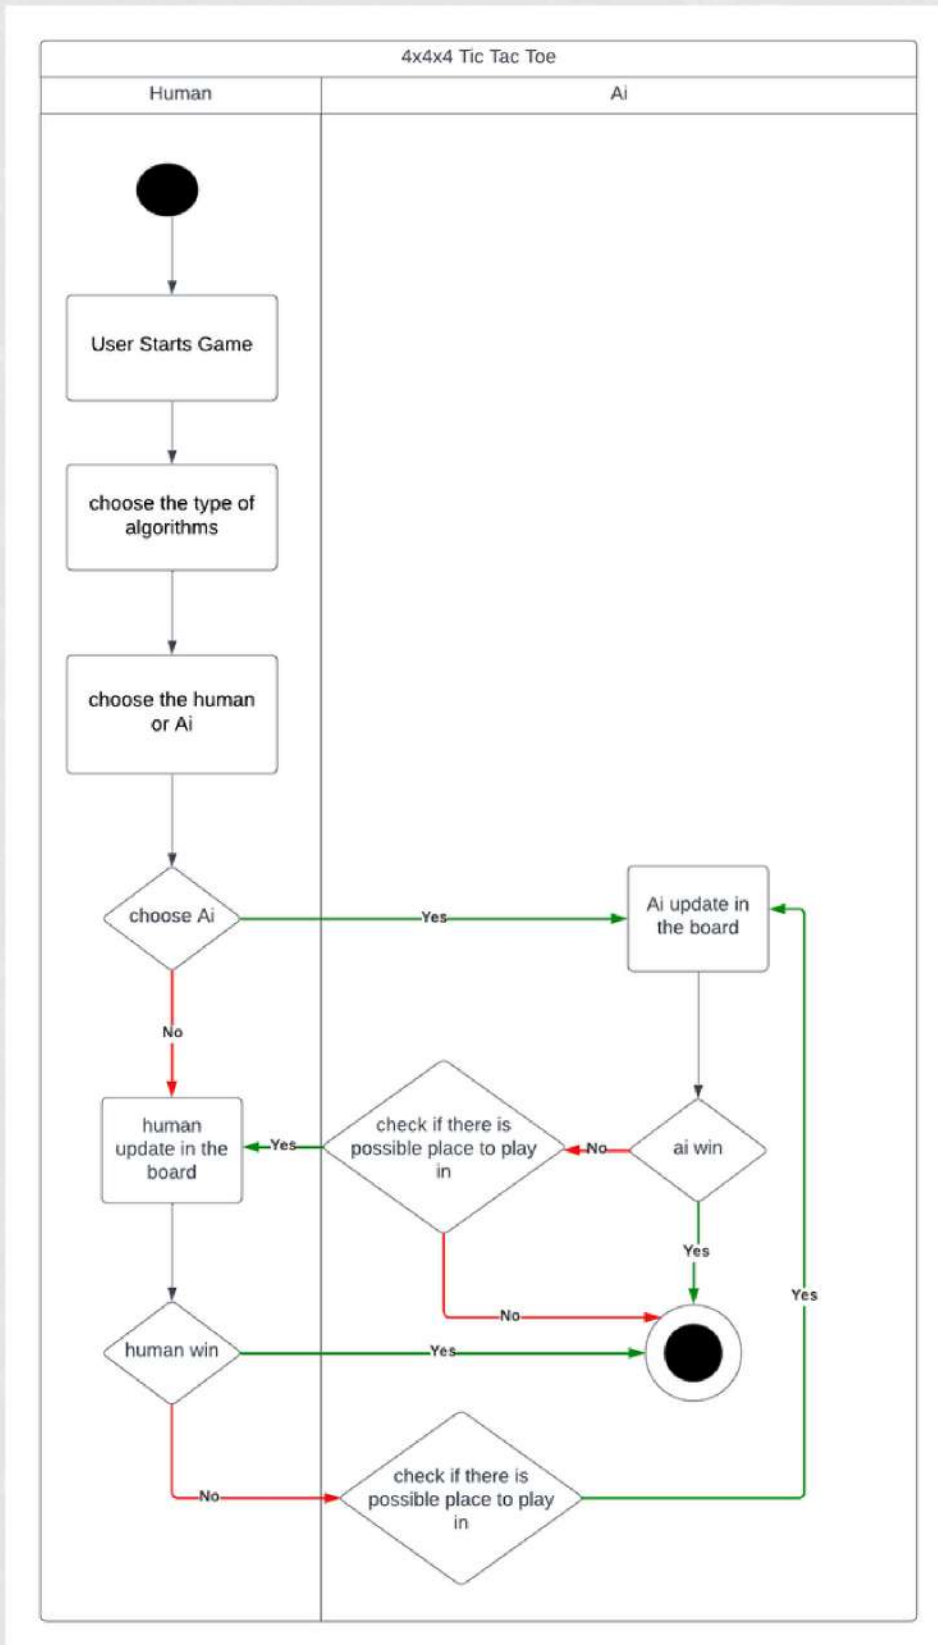 4x4x4 Tic Tac Toe
Human
Ai
User Starts Game
choose the type of
algorithms
choose the human
or Ai
choose Ai
Yes
Ai update in
the board
No
human
update in the
board
Yes
check if there is
possible place to play
in
No
ai win
Yes
No
Yes
human win
Yes
No
check if there is
possible place to play
in